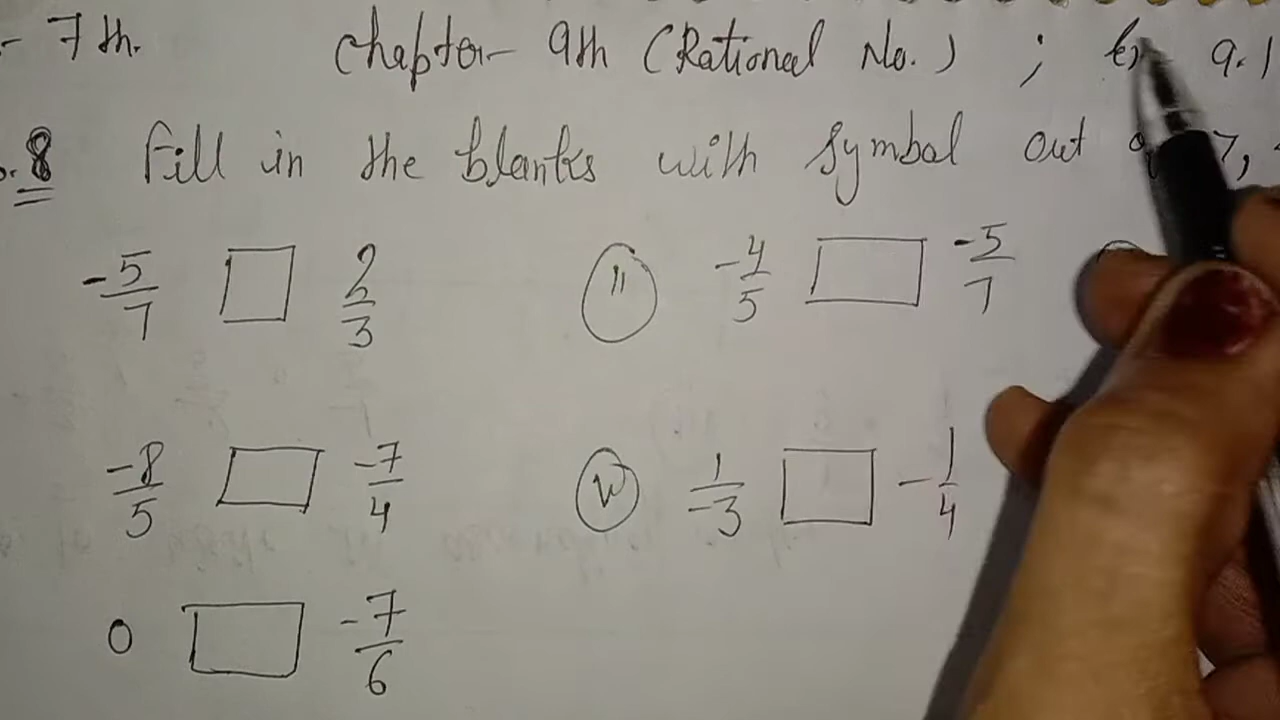 - 7th. Chapter- 9th (Rational No.) ; Ex 9.1
.8 Fill in the blanks with symbol out of >,
-5/7 □ 2/3 (ii) -4/5 □ -5/7
-8/5 □ -7/4 1/-3 □ -1/4
0 □ -7/6